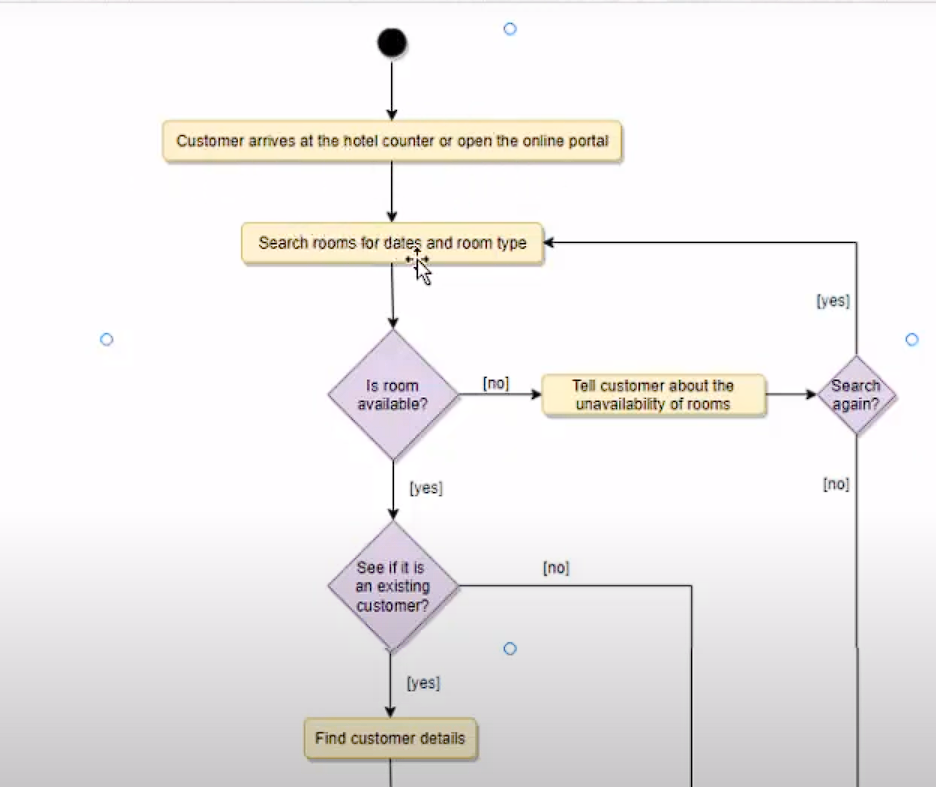 Customer arrives at the hotel counter or open the online portal
Search rooms for dates and room type
[yes]
Is room
available?
[no]
Tell customer about the
unavailability of rooms
Search
again?
[yes]
[no]
See if it is
an existing
customer?
[no]
[yes]
Find customer details